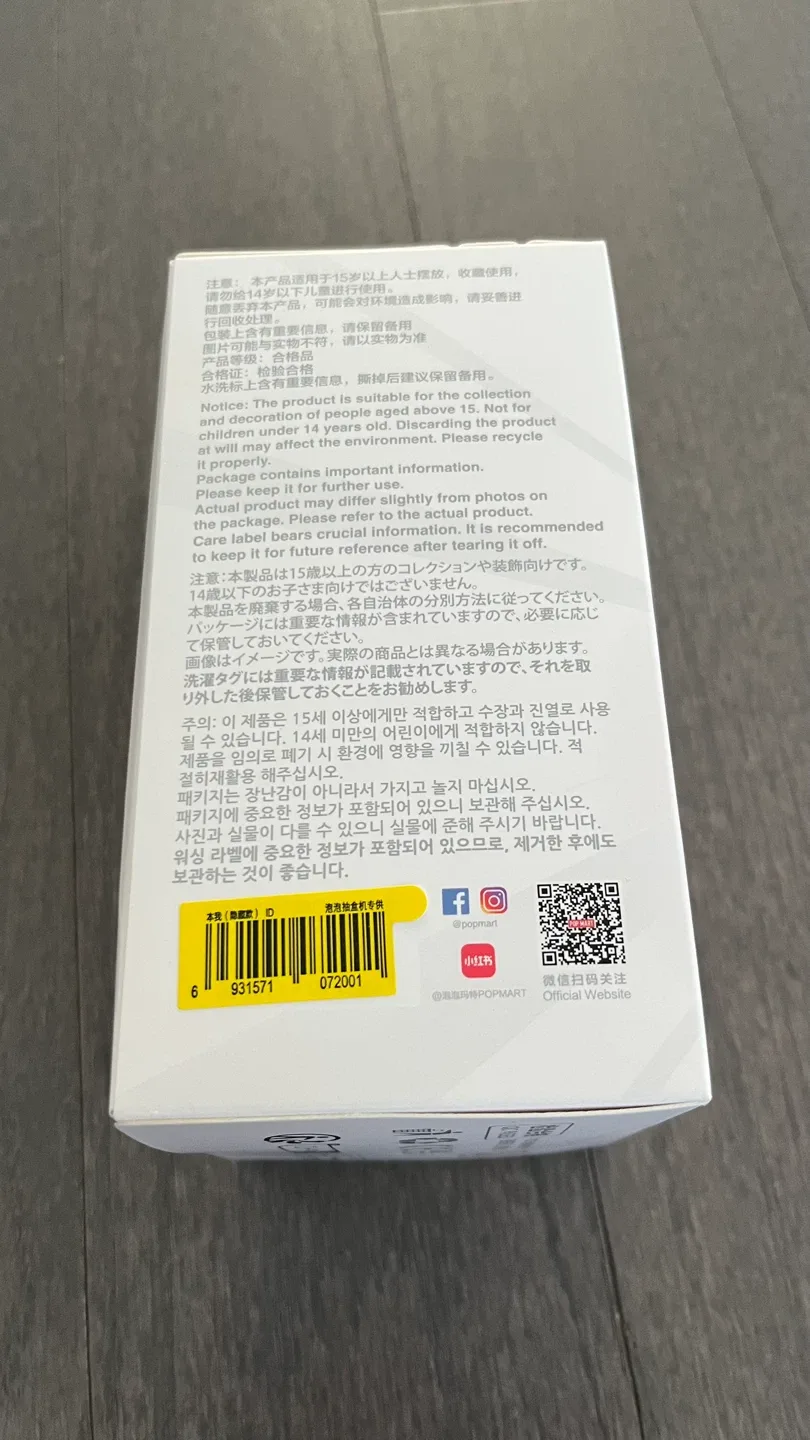 注意： 本产品适用于15岁以上人士摆放，收藏使用，
请勿给14岁以下儿童进行使用。
随意丢弃本产品，可能会对环境造成影响，请妥善进
行回收处理。
包装上含有重要信息，请保留备用
图片可能与实物不符，请以实物为准
产品等级：合格品
合格证：检验合格
水洗标上含有重要信息，撕掉后建议保留备用。
Notice: The product is suitable for the collection
and decoration of people aged above 15. Not for
children under 14 years old. Discarding the product
at will may affect the environment. Please recycle
it properly.
Package contains important information.
Please keep it for further use.
Actual product may differ slightly from photos on
the package. Please refer to the actual product.
Care label bears crucial information. It is recommended
to keep it for future reference after tearing it off.
注意:本製品は15歳以上の方のコレクションや装飾向けです。
14歳以下のお子さま向けではございません。
本製品を廃棄する場合、各自治体の分別方法に従ってください。
パッケージには重要な情報が含まれていますので、必要に応じ
て保管しておいてください。
画像はイメージです。実際の商品とは異なる場合があります。
洗濯タグには重要な情報が記載されていますので、それを取
り外した後保管しておくことをお勧めします。
주의: 이 제품은 15세 이상에게만 적합하고 수장과 진열로 사용
될 수 있습니다. 14세 미만의 어린이에게 적합하지 않습니다.
제품을 임의로 폐기 시 환경에 영향을 끼칠 수 있습니다. 적
절히재활용 해주십시오.
패키지는 장난감이 아니라서 가지고 놀지 마십시오.
패키지에 중요한 정보가 포함되어 있으니 보관해 주십시오.
사진과 실물이 다를 수 있으니 실물에 준해 주시기 바랍니다.
워싱 라벨에 중요한 정보가 포함되어 있으므로, 제거한 후에도
보관하는 것이 좋습니다.
本我（隐藏款）ID 泡泡抽盒机专供
6 931571 072001
@popmart
小红书
@泡泡玛特POPMART
POP MART
微信扫码关注
Official Website